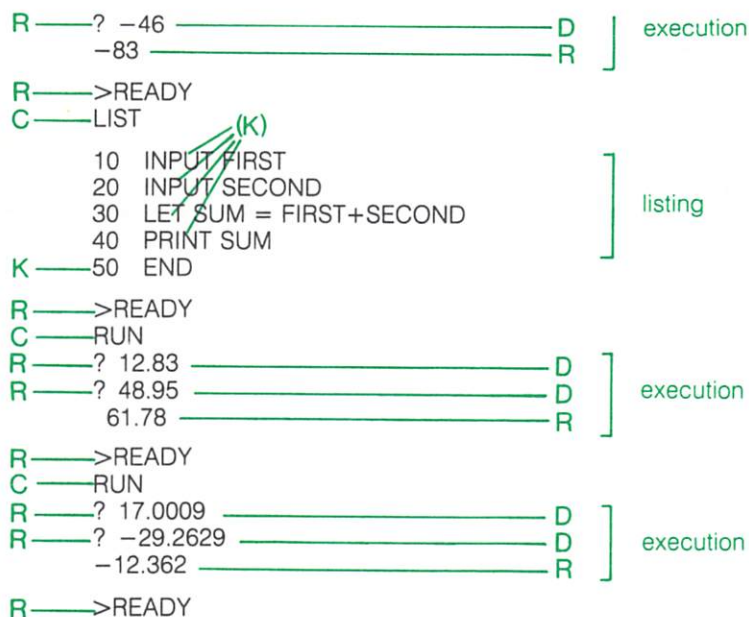 R ? −46 D execution
−83 R
R >READY
C LIST (K)
10 INPUT FIRST
20 INPUT SECOND
30 LET SUM = FIRST+SECOND listing
40 PRINT SUM
K 50 END
R >READY
C RUN
R ? 12.83 D
R ? 48.95 D execution
61.78 R
R >READY
C RUN
R ? 17.0009 D
R ? −29.2629 D execution
−12.362 R
R >READY